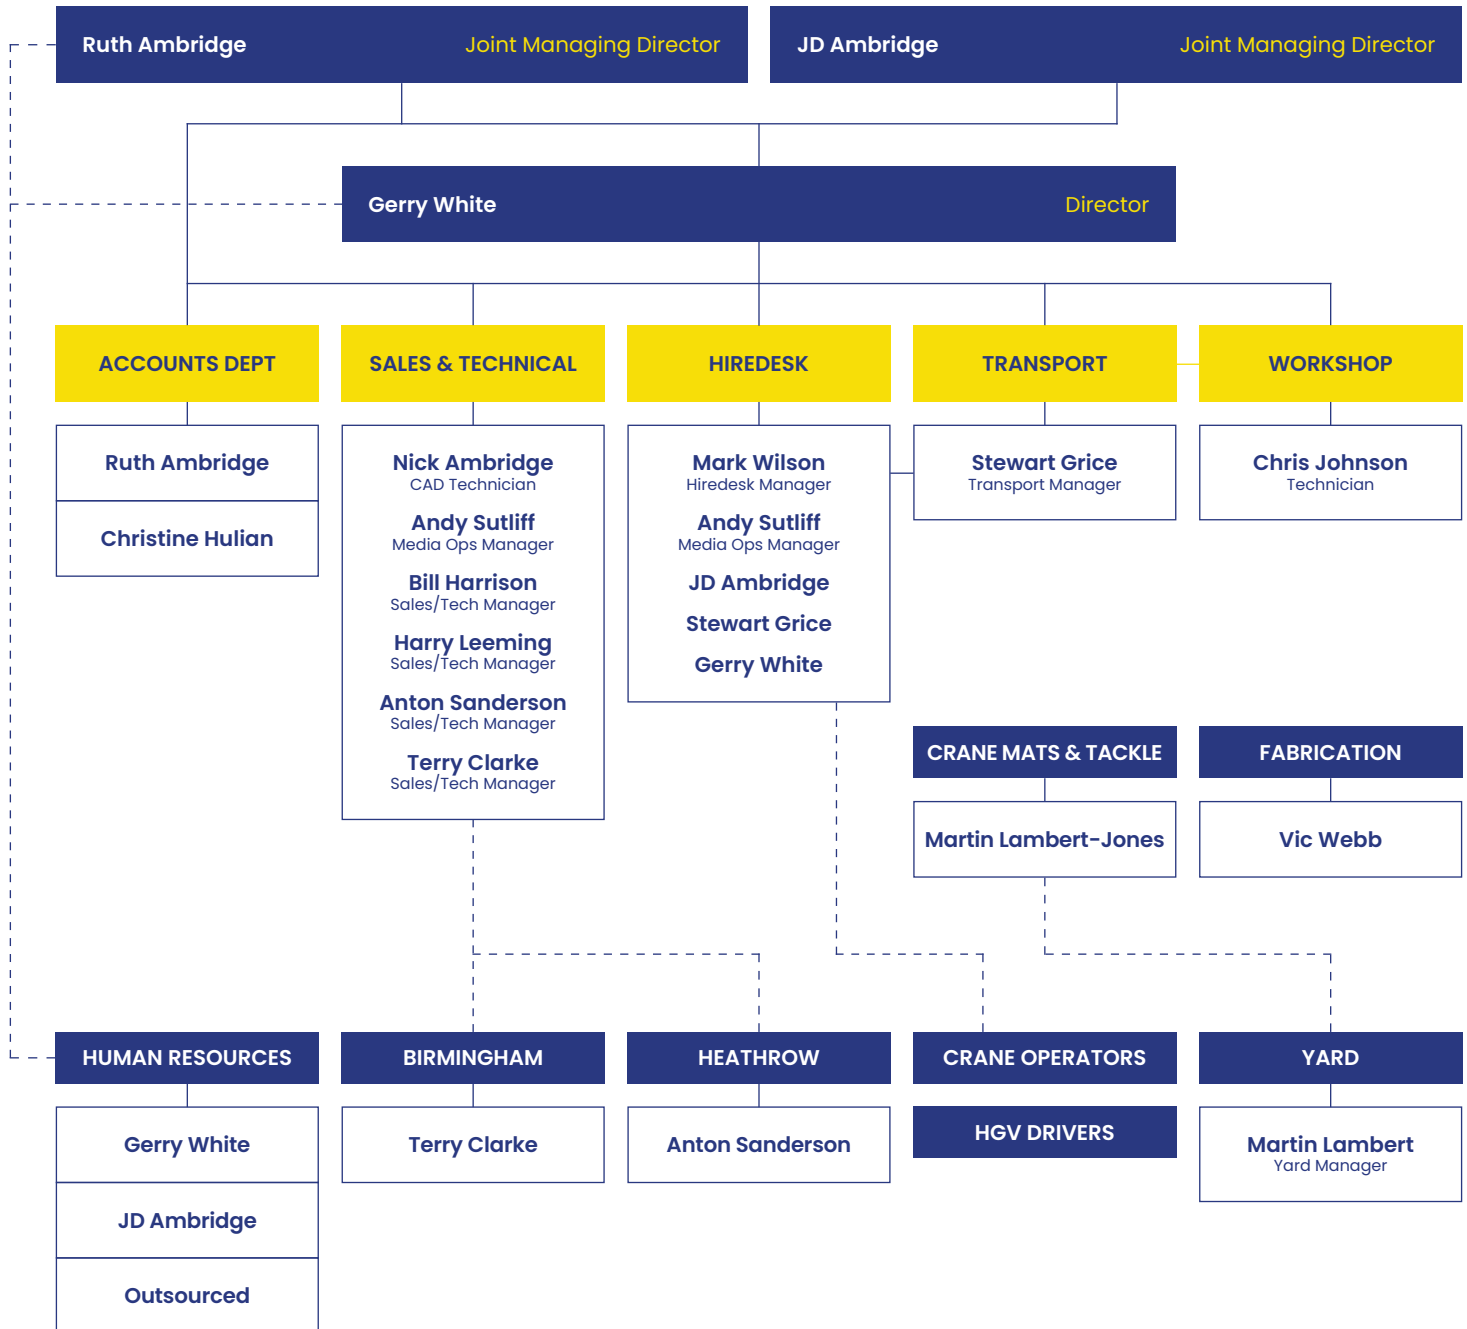 Ruth Ambridge
Joint Managing Director
JD Ambridge
Joint Managing Director
Gerry White
Director
ACCOUNTS DEPT
SALES & TECHNICAL
HIREDESK
TRANSPORT
WORKSHOP
Ruth Ambridge
Christine Hulian
Nick Ambridge
CAD Technician
Andy Sutliff
Media Ops Manager
Bill Harrison
Sales/Tech Manager
Harry Leeming
Sales/Tech Manager
Anton Sanderson
Sales/Tech Manager
Terry Clarke
Sales/Tech Manager
Mark Wilson
Hiredesk Manager
Andy Sutliff
Media Ops Manager
JD Ambridge
Stewart Grice
Gerry White
Stewart Grice
Transport Manager
Chris Johnson
Technician
CRANE MATS & TACKLE
Martin Lambert-Jones
FABRICATION
Vic Webb
HUMAN RESOURCES
Gerry White
JD Ambridge
Outsourced
BIRMINGHAM
Terry Clarke
HEATHROW
Anton Sanderson
CRANE OPERATORS
HGV DRIVERS
YARD
Martin Lambert
Yard Manager